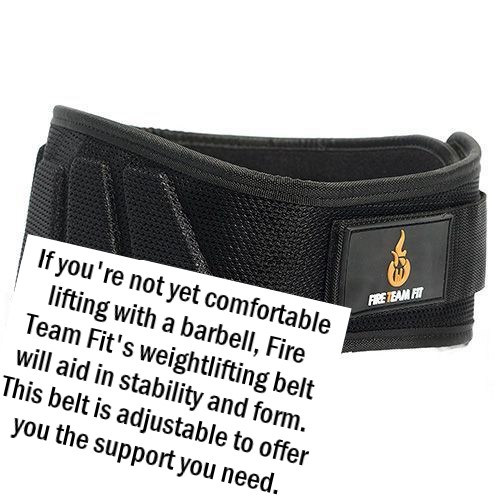 FIRE TEAM FIT
If you're not yet comfortable
lifting with a barbell, Fire
Team Fit's weightlifting belt
will aid in stability and form.
This belt is adjustable to offer
you the support you need.